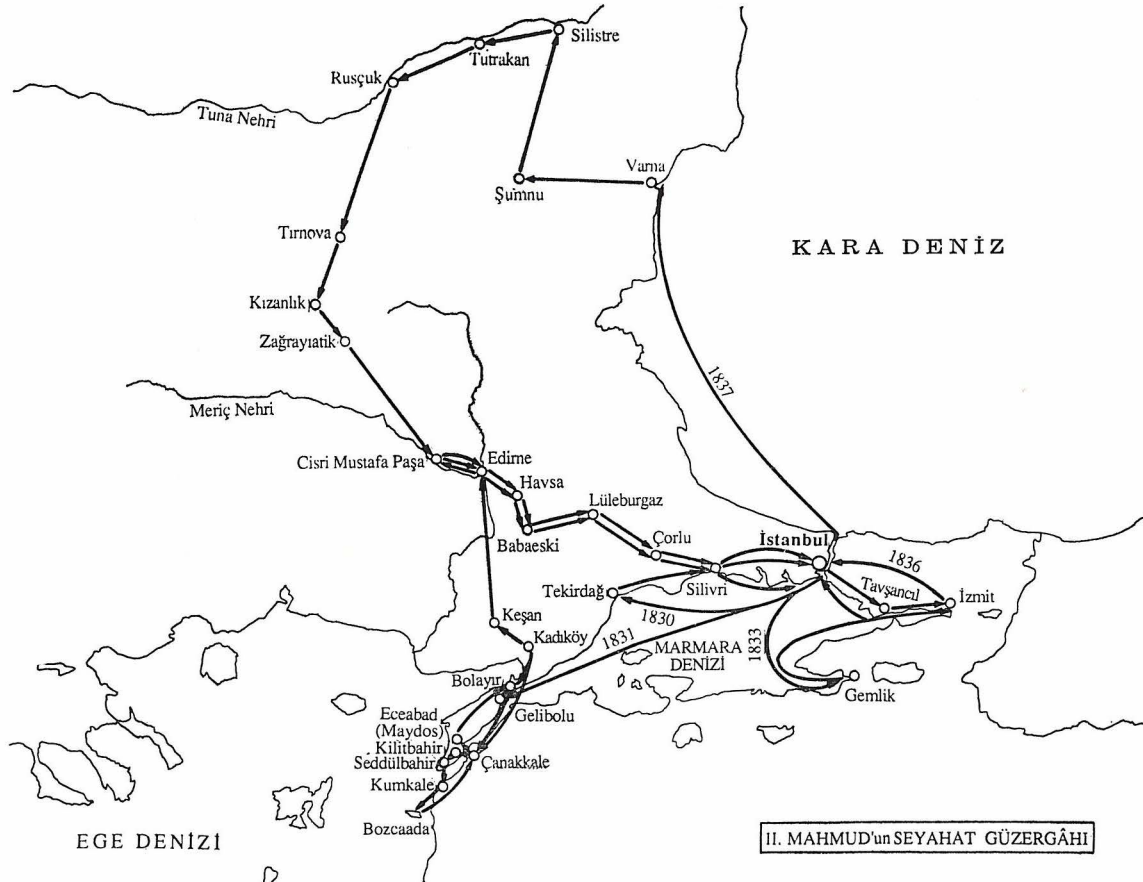 Silistre
Tutrakan
Rusçuk
Tuna Nehri
Varna
Şumnu
Tırnova
KARA DENİZ
Kızanlık
Zağrayıatik
1837
Meriç Nehri
Cisri Mustafa Paşa
Edirne
Havsa
Lüleburgaz
Babaeski
Çorlu
İstanbul
1836
Silivri
Tavşancıl
İzmit
Tekirdağ
1830
Keşan
1831
1833
Kadıköy
MARMARA
DENİZİ
Bolayır
Gemlik
Gelibolu
Eceabad
(Maydos)
Kilitbahir
Seddülbahir
Çanakkale
Kumkale
Bozcaada
EGE DENİZİ
II. MAHMUD'un SEYAHAT GÜZERGÂHI